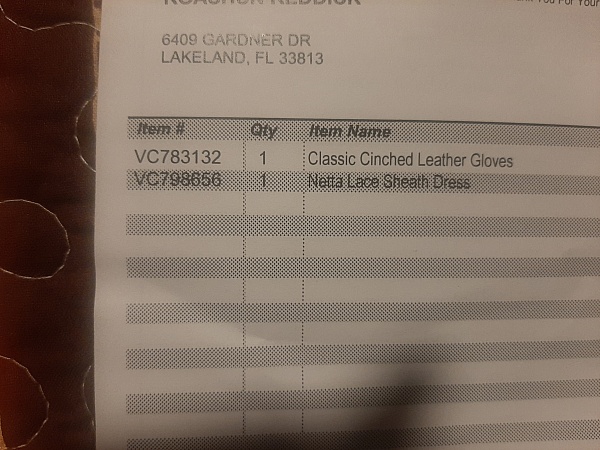 6409 GARDNER DR
LAKELAND, FL 33813
Item # Qty Item Name
VC783132 1 Classic Cinched Leather Gloves
VC798656 1 Netta Lace Sheath Dress